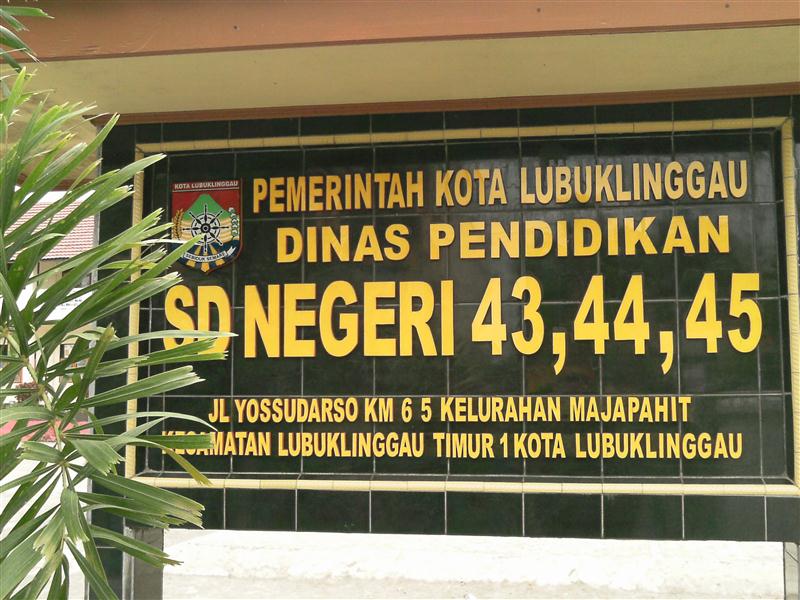 KOTA LUBUKLINGGAU
PEMERINTAH KOTA LUBUKLINGGAU
DINAS PENDIDIKAN
SD NEGERI 43,44,45
JL YOSSUDARSO KM 6 5 KELURAHAN MAJAPAHIT
KECAMATAN LUBUKLINGGAU TIMUR 1 KOTA LUBUKLINGGAU